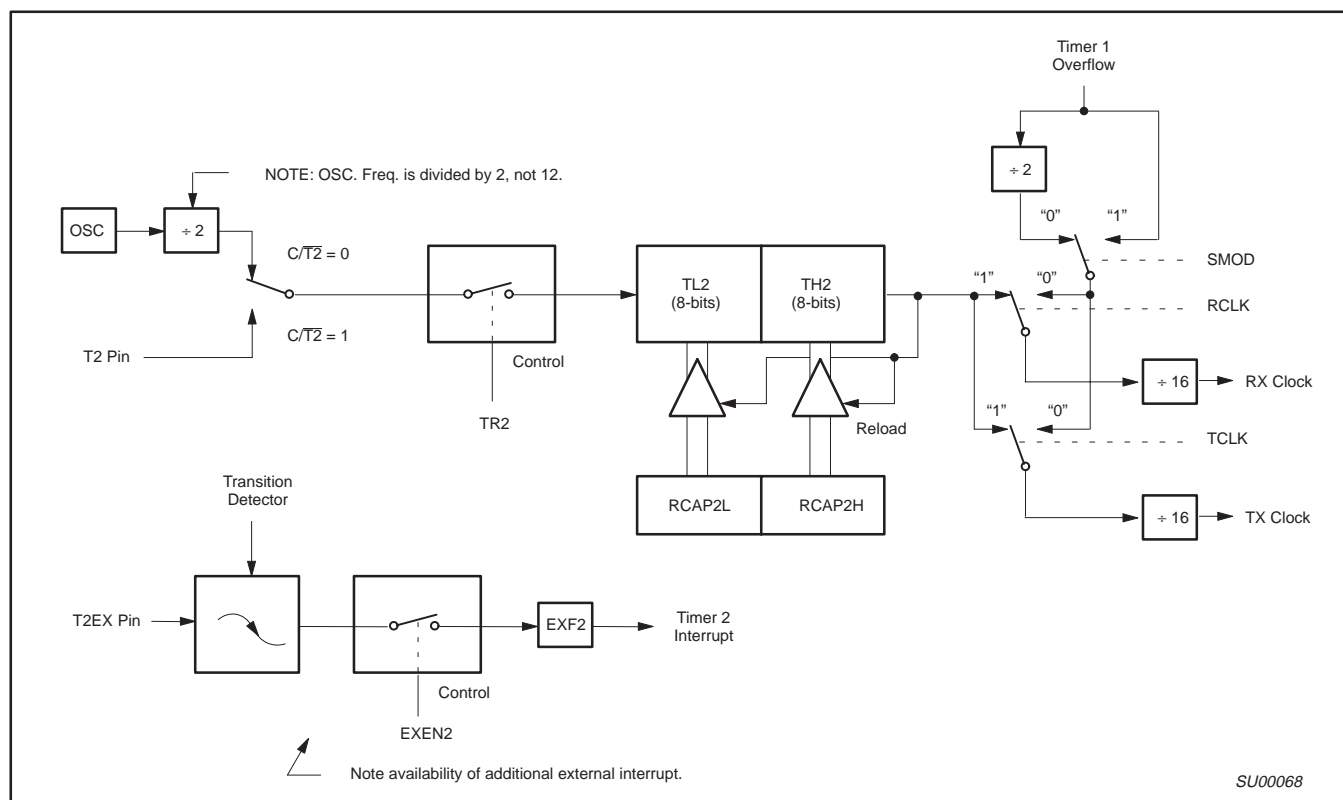 Timer 1
Overflow
NOTE: OSC. Freq. is divided by 2, not 12.
÷ 2
"0"
"1"
OSC
÷ 2
C/T2̅ = 0
TL2
(8-bits)
TH2
(8-bits)
SMOD
"1"
"0"
RCLK
C/T2̅ = 1
T2 Pin
Control
÷ 16
RX Clock
TR2
Reload
"1"
"0"
TCLK
Transition
Detector
RCAP2L
RCAP2H
÷ 16
TX Clock
T2EX Pin
EXF2
Timer 2
Interrupt
Control
EXEN2
Note availability of additional external interrupt.
SU00068